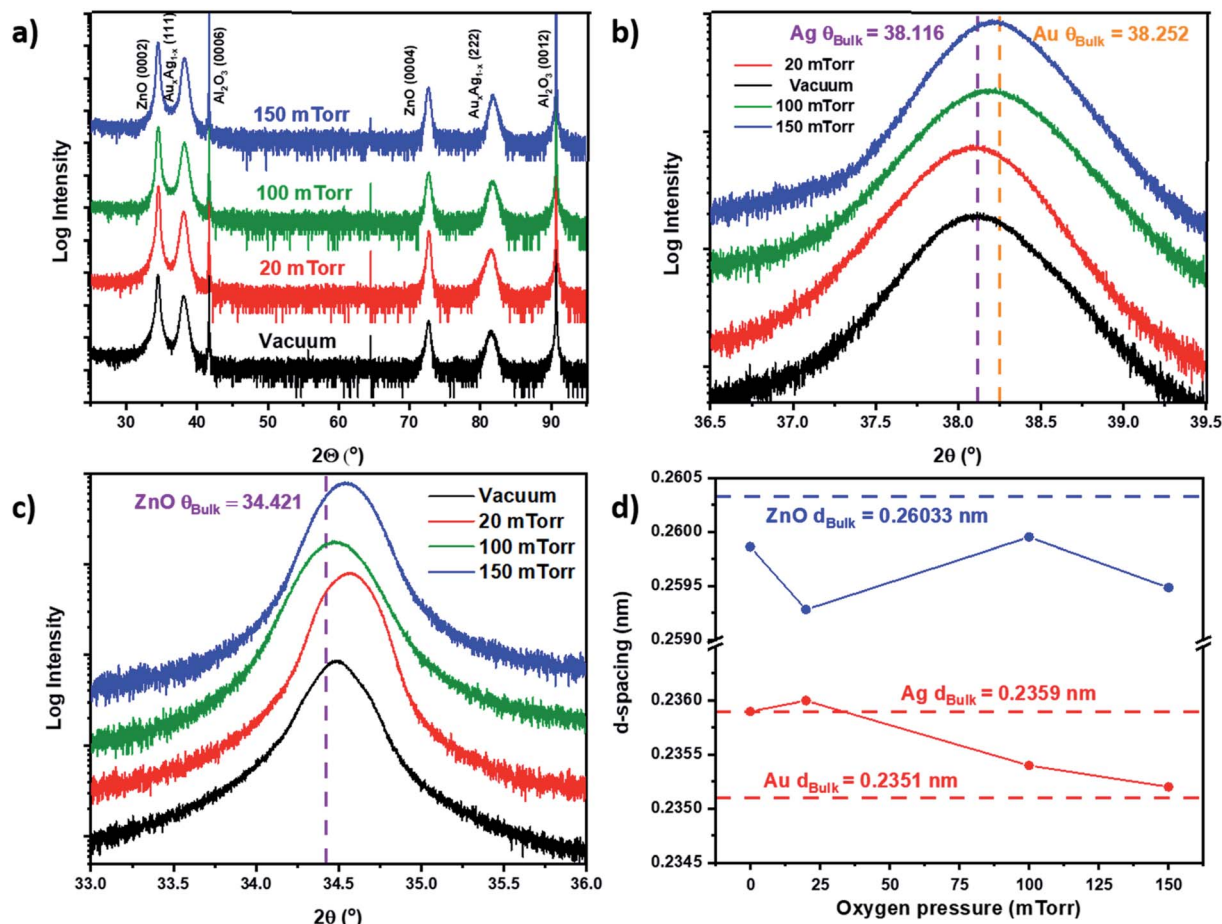 a)
ZnO (0002)
AuₓAg₁₋ₓ (111)
Al₂O₃ (0006)
ZnO (0004)
AuₓAg₁₋ₓ (222)
Al₂O₃ (0012)
150 mTorr
100 mTorr
20 mTorr
Vacuum
Log Intensity
30 40 50 60 70 80 90
2Θ (°)
b)
Ag θBulk = 38.116
Au θBulk = 38.252
20 mTorr
Vacuum
100 mTorr
150 mTorr
Log Intensity
36.5 37.0 37.5 38.0 38.5 39.0 39.5
2θ (°)
c)
ZnO θBulk = 34.421
Vacuum
20 mTorr
100 mTorr
150 mTorr
Log Intensity
33.0 33.5 34.0 34.5 35.0 35.5 36.0
2θ (°)
d)
0.2605
0.2600
0.2595
0.2590
0.2360
0.2355
0.2350
0.2345
d-spacing (nm)
ZnO dBulk = 0.26033 nm
Ag dBulk = 0.2359 nm
Au dBulk = 0.2351 nm
0 25 50 75 100 125 150
Oxygen pressure (mTorr)